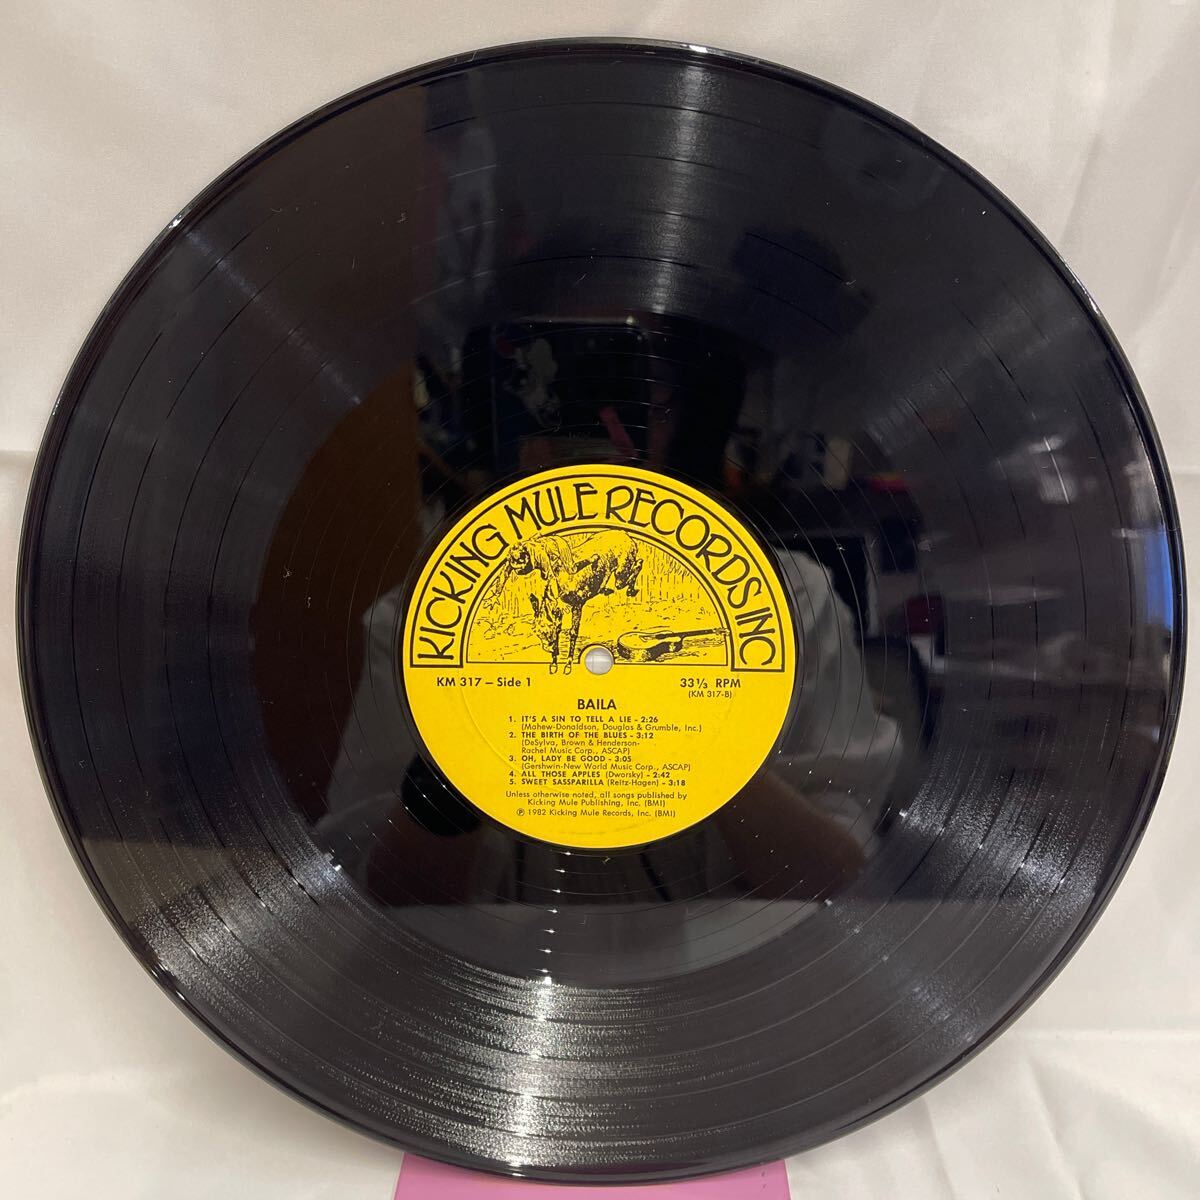 KICKING MULE RECORDS INC
KM 317 – Side 1
33⅓ RPM
(KM 317-B)
BAILA
1. IT'S A SIN TO TELL A LIE - 2:26
(Mahew-Donaldson, Douglas & Grumble, Inc.)
2. THE BIRTH OF THE BLUES - 3:12
(DeSylva, Brown & Henderson-
Rachel Music Corp., ASCAP)
3. OH, LADY BE GOOD - 3:05
(Gershwin-New World Music Corp., ASCAP)
4. ALL THOSE APPLES (Dworsky) - 2:42
5. SWEET SASSPARILLA (Reitz-Hagen) - 3:18
Unless otherwise noted, all songs published by
Kicking Mule Publishing, Inc. (BMI)
℗ 1982 Kicking Mule Records, Inc. (BMI)